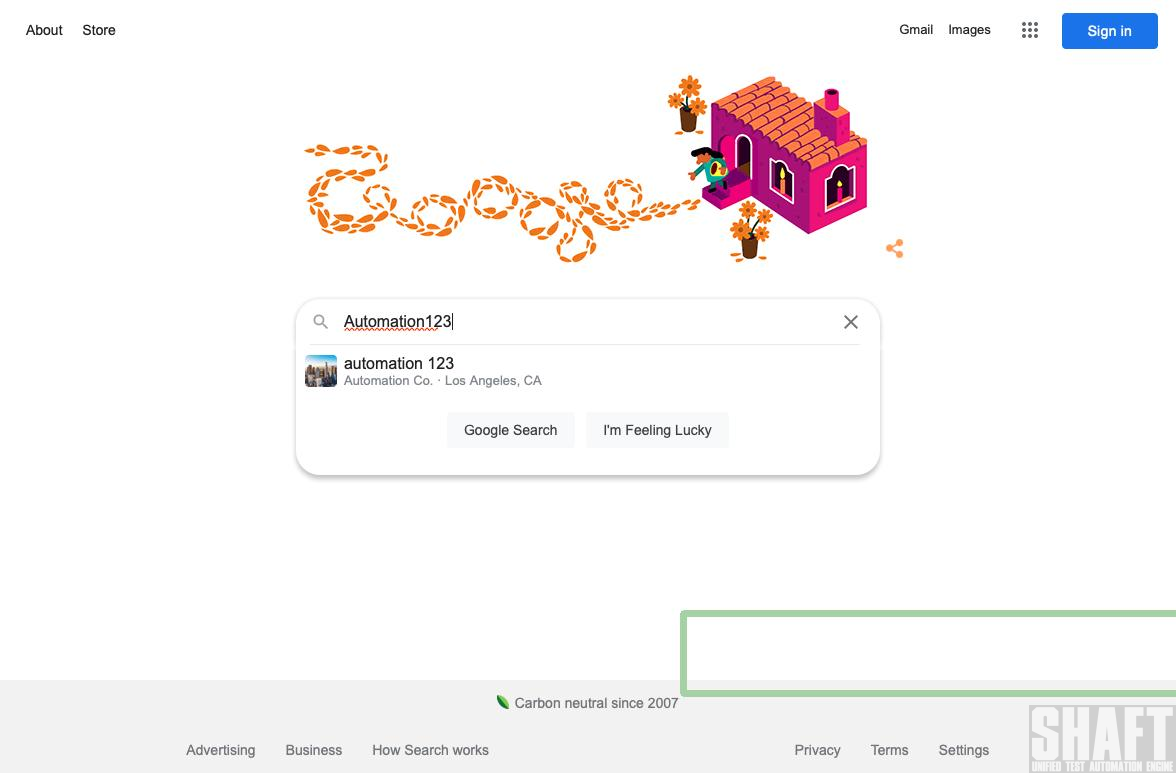 About Store
Gmail Images
Sign in
Google
Automation123
automation 123
Automation Co. · Los Angeles, CA
Google Search
I'm Feeling Lucky
Carbon neutral since 2007
Advertising Business How Search works
Privacy Terms Settings
SHAFT
UNIFIED TEST AUTOMATION ENGINE